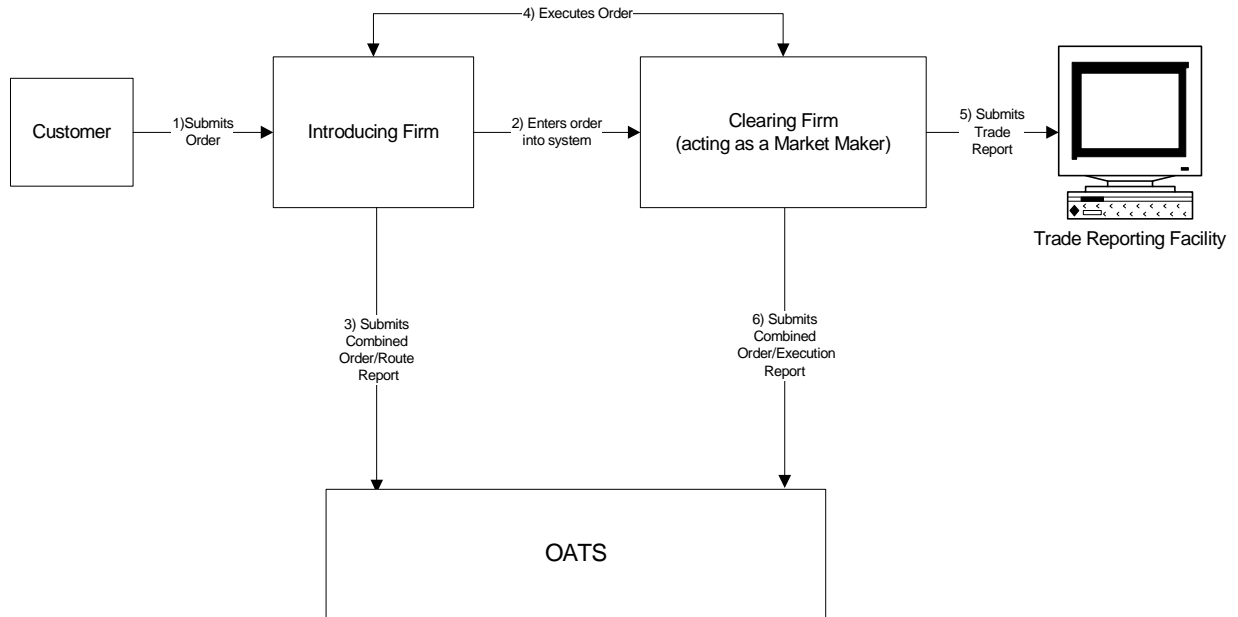 4) Executes Order
Customer
1)Submits
Order
Introducing Firm
2) Enters order
into system
Clearing Firm
(acting as a Market Maker)
5) Submits
Trade
Report
Trade Reporting Facility
3) Submits
Combined
Order/Route
Report
6) Submits
Combined
Order/Execution
Report
OATS